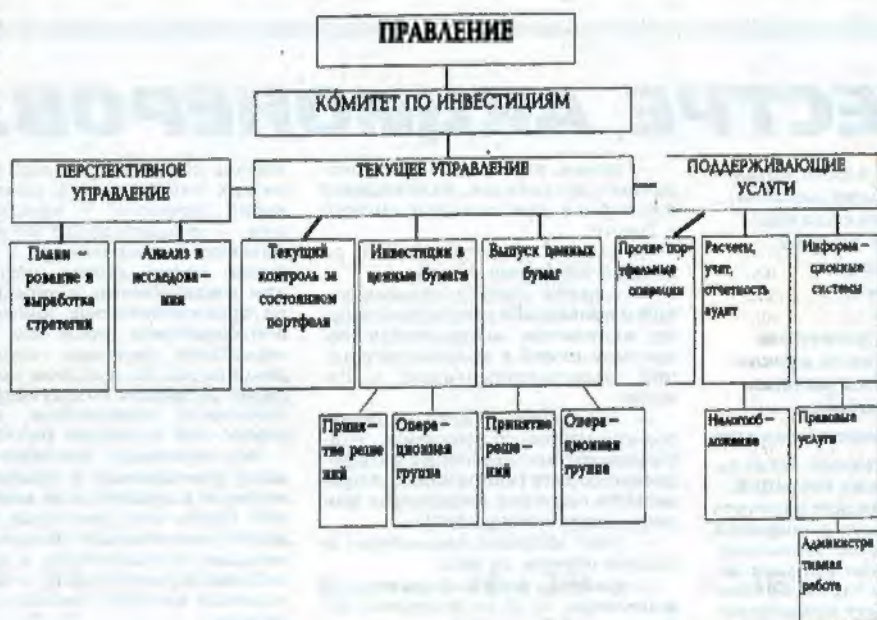 ПРАВЛЕНИЕ
КОМИТЕТ ПО ИНВЕСТИЦИЯМ
ПЕРСПЕКТИВНОЕ
УПРАВЛЕНИЕ
ТЕКУЩЕЕ УПРАВЛЕНИЕ
ПОДДЕРЖИВАЮЩИЕ
УСЛУГИ
Плани –
рование и
выработка
стратегии
Анализ и
исследова –
ния
Текущий
контроль за
состоянием
портфеля
Инвестиции в
ценные бумаги
Выпуск ценных
бумаг
Прочие пор –
тфельные
операции
Расчеты,
учет,
отчетность
аудит
Информа –
ционные
системы
Приня –
тие реше
ний
Опера –
ционная
группа
Принятие
реше –
ний
Опера –
ционная
группа
Налогооб –
ложение
Правовые
услуги
Администра
тивная
работа